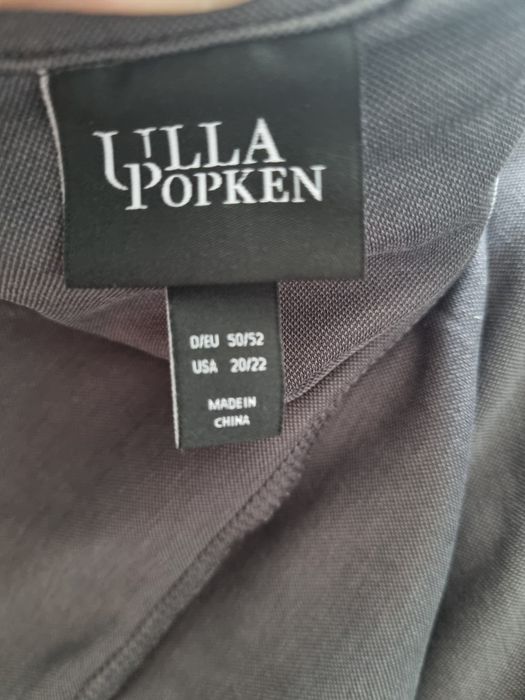 ULLA
POPKEN
D/EU 50/52
USA 20/22
MADE IN
CHINA